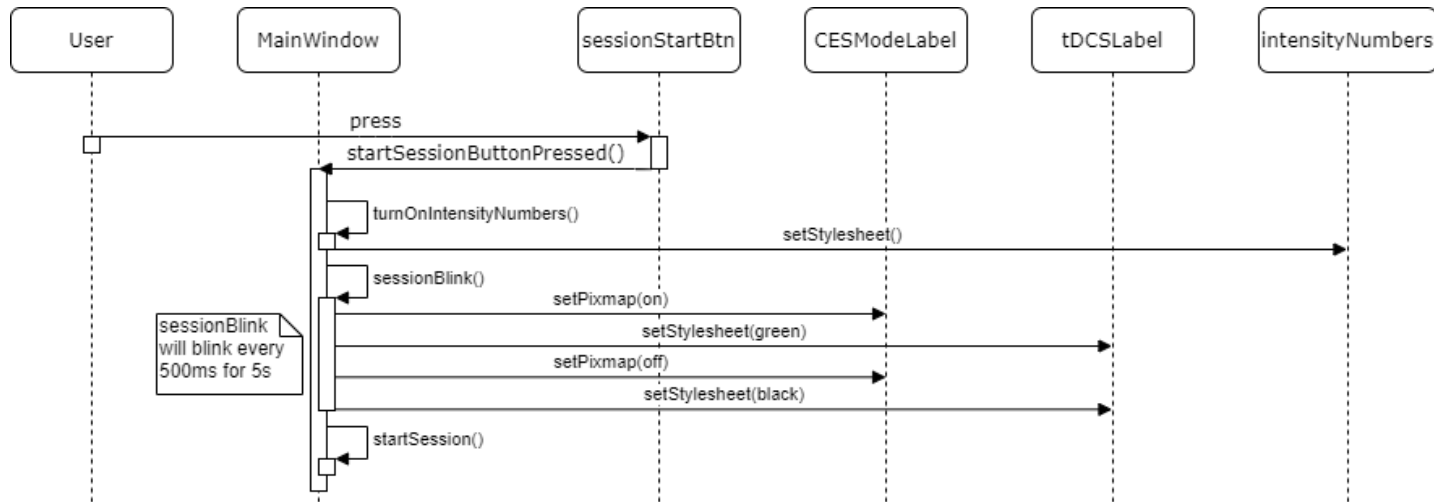 User
MainWindow
sessionStartBtn
CESModeLabel
tDCSLabel
intensityNumbers
press
startSessionButtonPressed()
turnOnIntensityNumbers()
setStylesheet()
sessionBlink()
setPixmap(on)
sessionBlink
will blink every
500ms for 5s
setStylesheet(green)
setPixmap(off)
setStylesheet(black)
startSession()